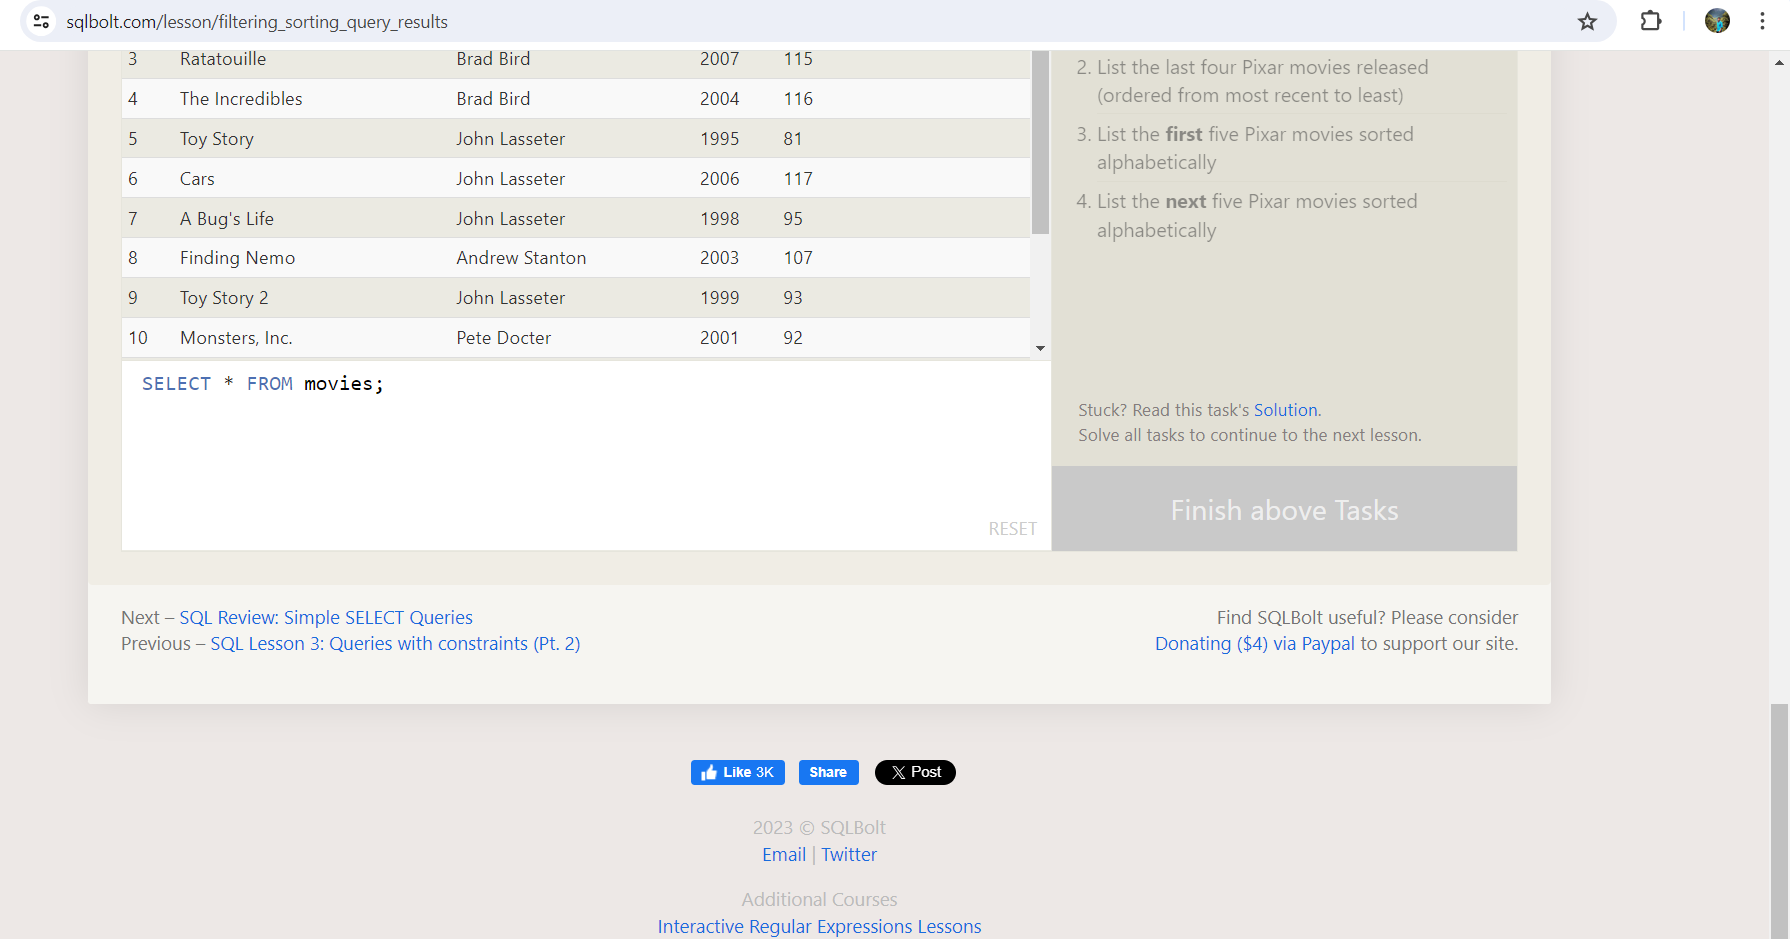 sqlbolt.com/lesson/filtering_sorting_query_results
3 Ratatouille Brad Bird 2007 115
4 The Incredibles Brad Bird 2004 116
5 Toy Story John Lasseter 1995 81
6 Cars John Lasseter 2006 117
7 A Bug's Life John Lasseter 1998 95
8 Finding Nemo Andrew Stanton 2003 107
9 Toy Story 2 John Lasseter 1999 93
10 Monsters, Inc. Pete Docter 2001 92
SELECT * FROM movies;
RESET
2. List the last four Pixar movies released
(ordered from most recent to least)
3. List the first five Pixar movies sorted
alphabetically
4. List the next five Pixar movies sorted
alphabetically
Stuck? Read this task's Solution.
Solve all tasks to continue to the next lesson.
Finish above Tasks
Next – SQL Review: Simple SELECT Queries
Previous – SQL Lesson 3: Queries with constraints (Pt. 2)
Find SQLBolt useful? Please consider
Donating ($4) via Paypal to support our site.
Like 3K
Share
X Post
2023 © SQLBolt
Email | Twitter
Additional Courses
Interactive Regular Expressions Lessons